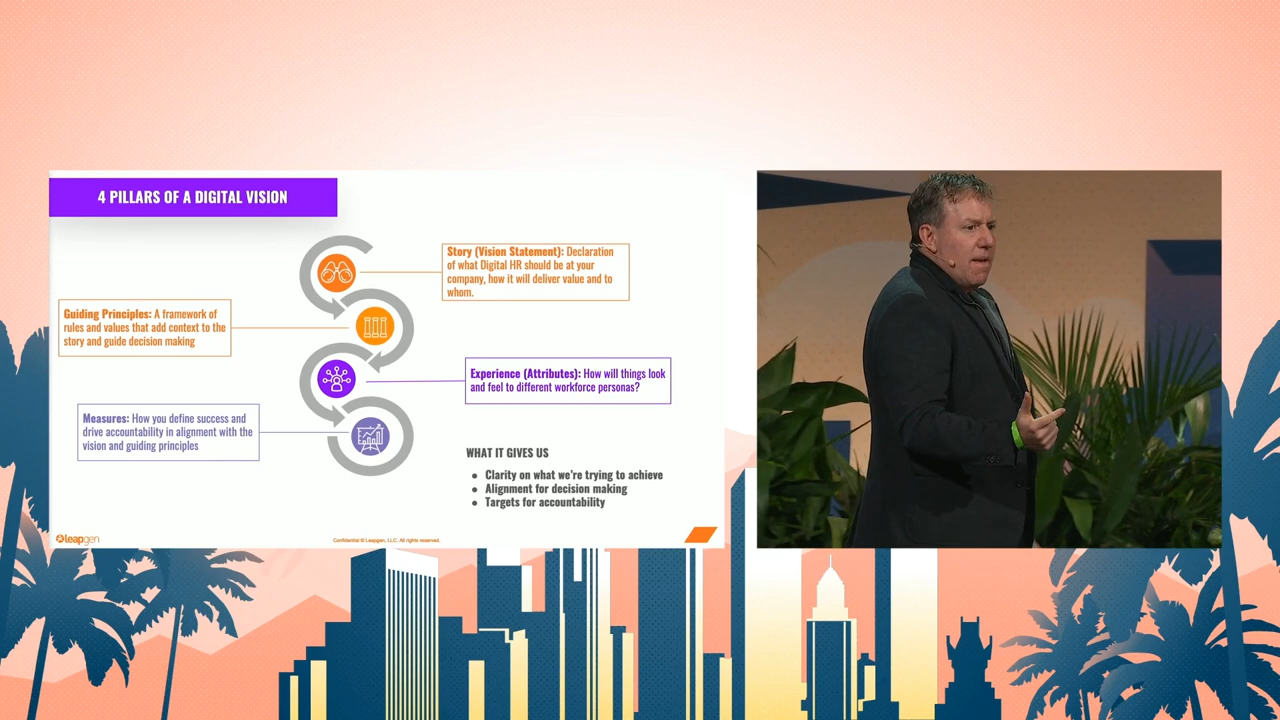 4 PILLARS OF A DIGITAL VISION
Story (Vision Statement): Declaration
of what Digital HR should be at your
company, how it will deliver value and to
whom.
Guiding Principles: A framework of
rules and values that add context to the
story and guide decision making
Experience (Attributes): How will things look
and feel to different workforce personas?
Measures: How you define success and
drive accountability in alignment with the
vision and guiding principles
WHAT IT GIVES US
● Clarity on what we're trying to achieve
● Alignment for decision making
● Targets for accountability
leapgen
Confidential © Leapgen, LLC. All rights reserved.